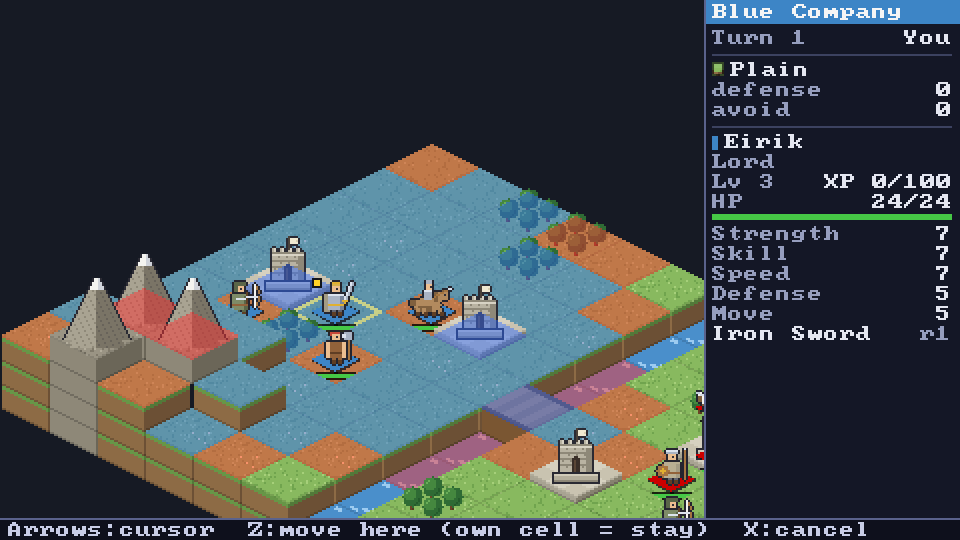 Blue Company
Turn 1 You
Plain
defense 0
avoid 0
Eirik
Lord
Lv 3 XP 0/100
HP 24/24
Strength 7
Skill 7
Speed 7
Defense 5
Move 5
Iron Sword r1
Arrows:cursor Z:move here (own cell = stay) X:cancel